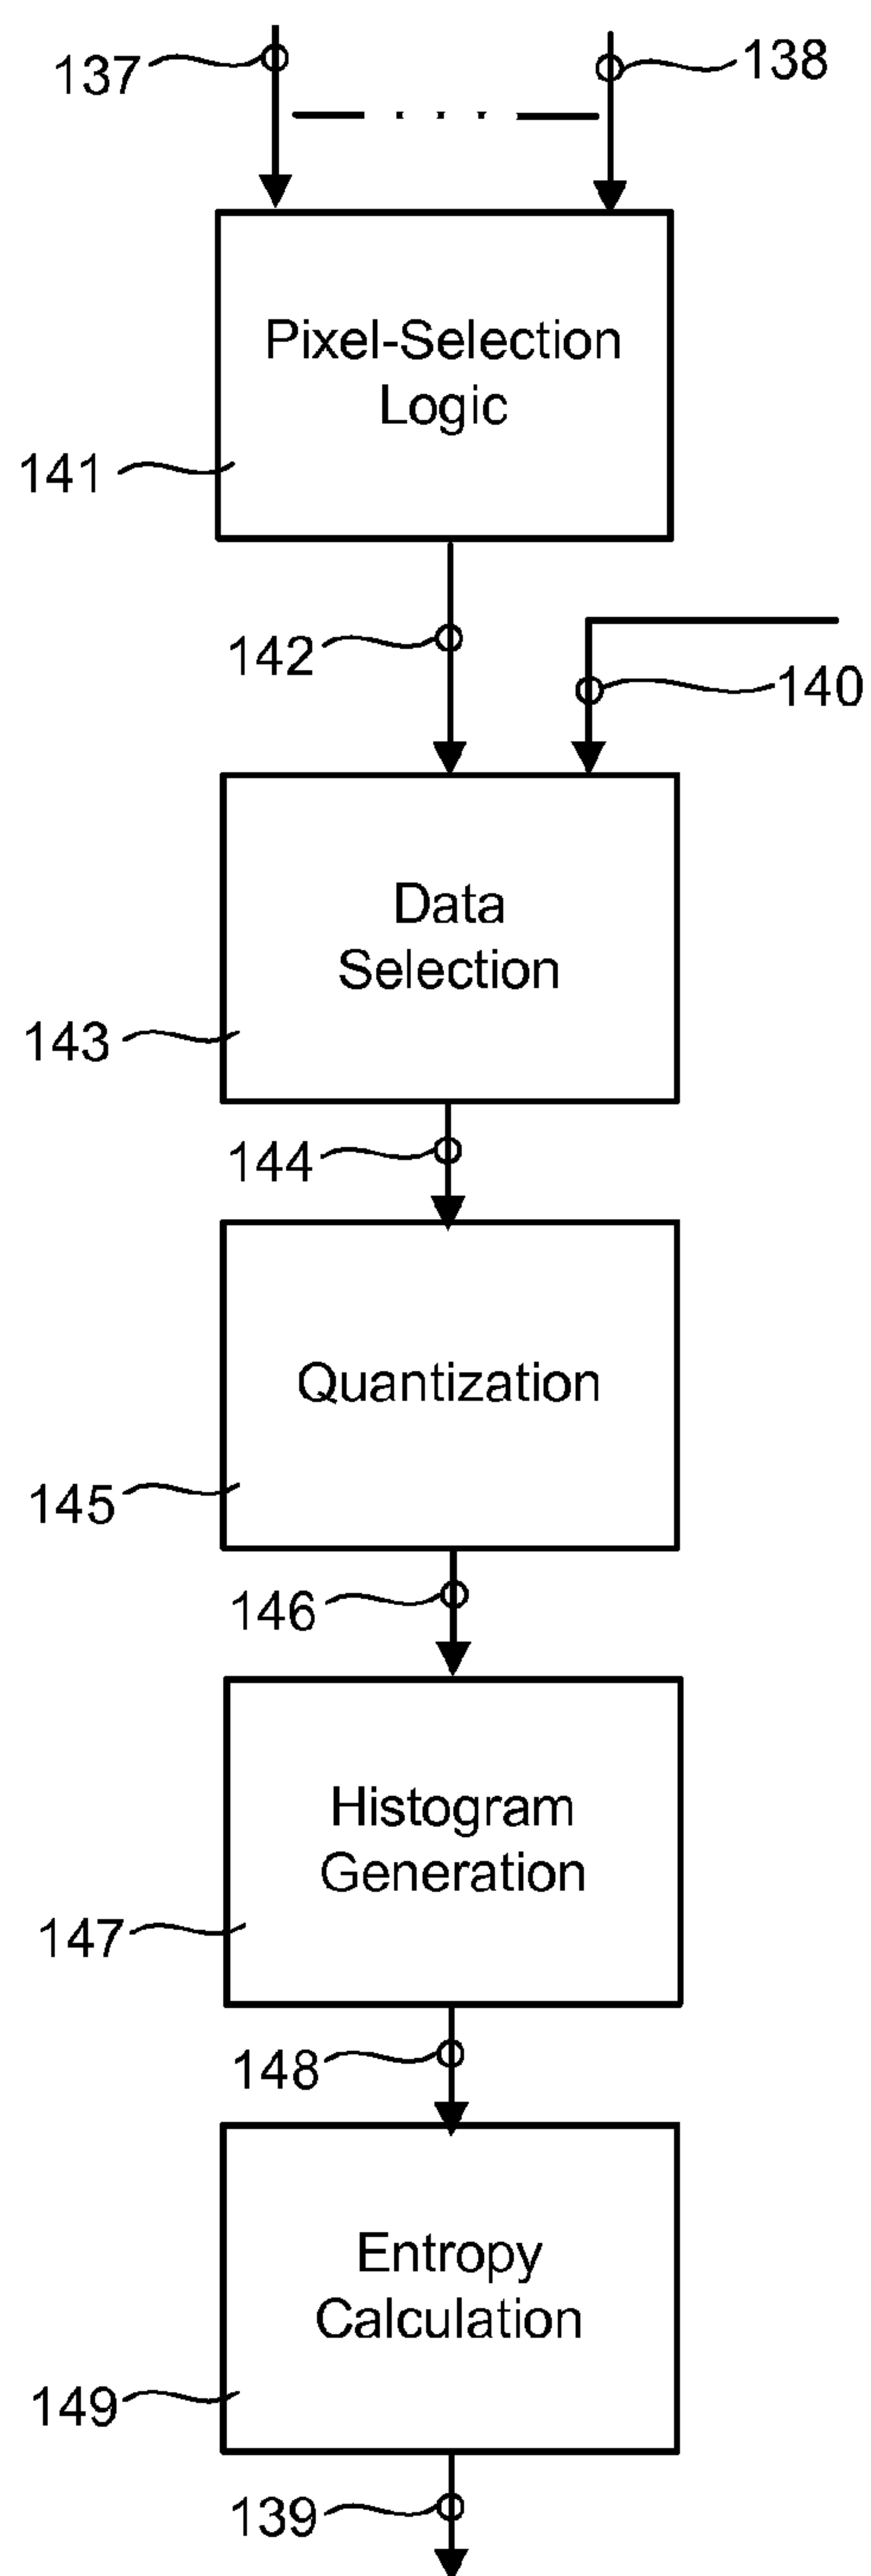 137
138
Pixel-Selection
Logic
141
142
140
Data
Selection
143
144
Quantization
145
146
Histogram
Generation
147
148
Entropy
Calculation
149
139